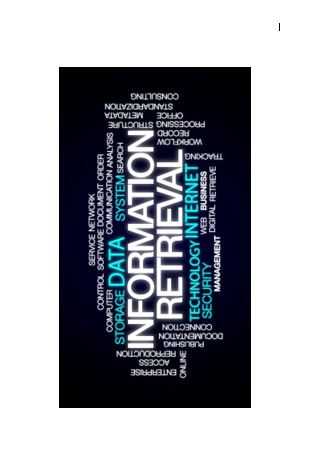 SERVICE NETWORK
CONTROL SOFTWARE DOCUMENT ORDER
COMPUTER COMMUNICATION ANALYSIS
STORAGE DATA SYSTEM SEARCH
INFORMATION
RETRIEVAL
TECHNOLOGY INTERNET
SECURITY WEB BUSINESS
DIGITAL RETRIEVE
MANAGEMENT
ONLINE
ENTERPRISE
ACCESS
REPRODUCTION
PUBLISHING
DOCUMENTATION
CONNECTION
TRACKING
WORKFLOW
RECORD
STRUCTURE PROCESSING
METADATA OFFICE
STANDARDIZATION
CONSULTING